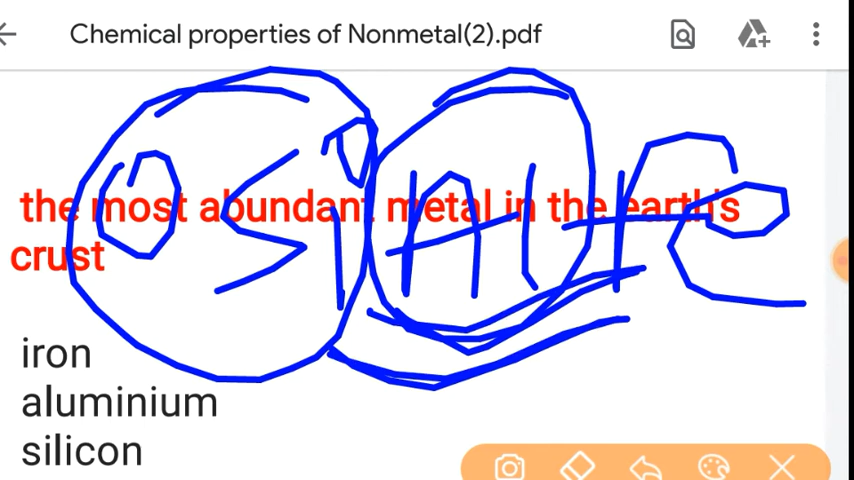 Chemical properties of Nonmetal(2).pdf
O Si Al Fe
the most abundant metal in the earth's
crust
iron
aluminium
silicon